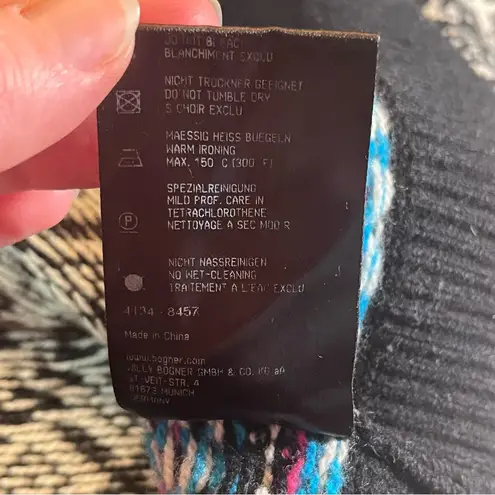 BLANCHIMENT EXCLU
NICHT TROCKNER GEEIGNET
DO NOT TUMBLE DRY
S CHOIR EXCLU
MAESSIG HEISS BUEGELN
WARM IRONING
MAX. 150 C (300 F)
SPEZIALREINIGUNG
MILD PROF. CARE IN
TETRACHLOROTHENE
NETTOYAGE A SEC MOD R
P
NICHT NASSREINIGEN
NO WET-CLEANING
TRAITEMENT A L'EAU EXCLU
4134 - 8457
Made in China
www.bogner.com
WILLY BOGNER GMBH & CO. KG aA
ST-VEIT-STR. 4
81673 MUNICH
GERMANY